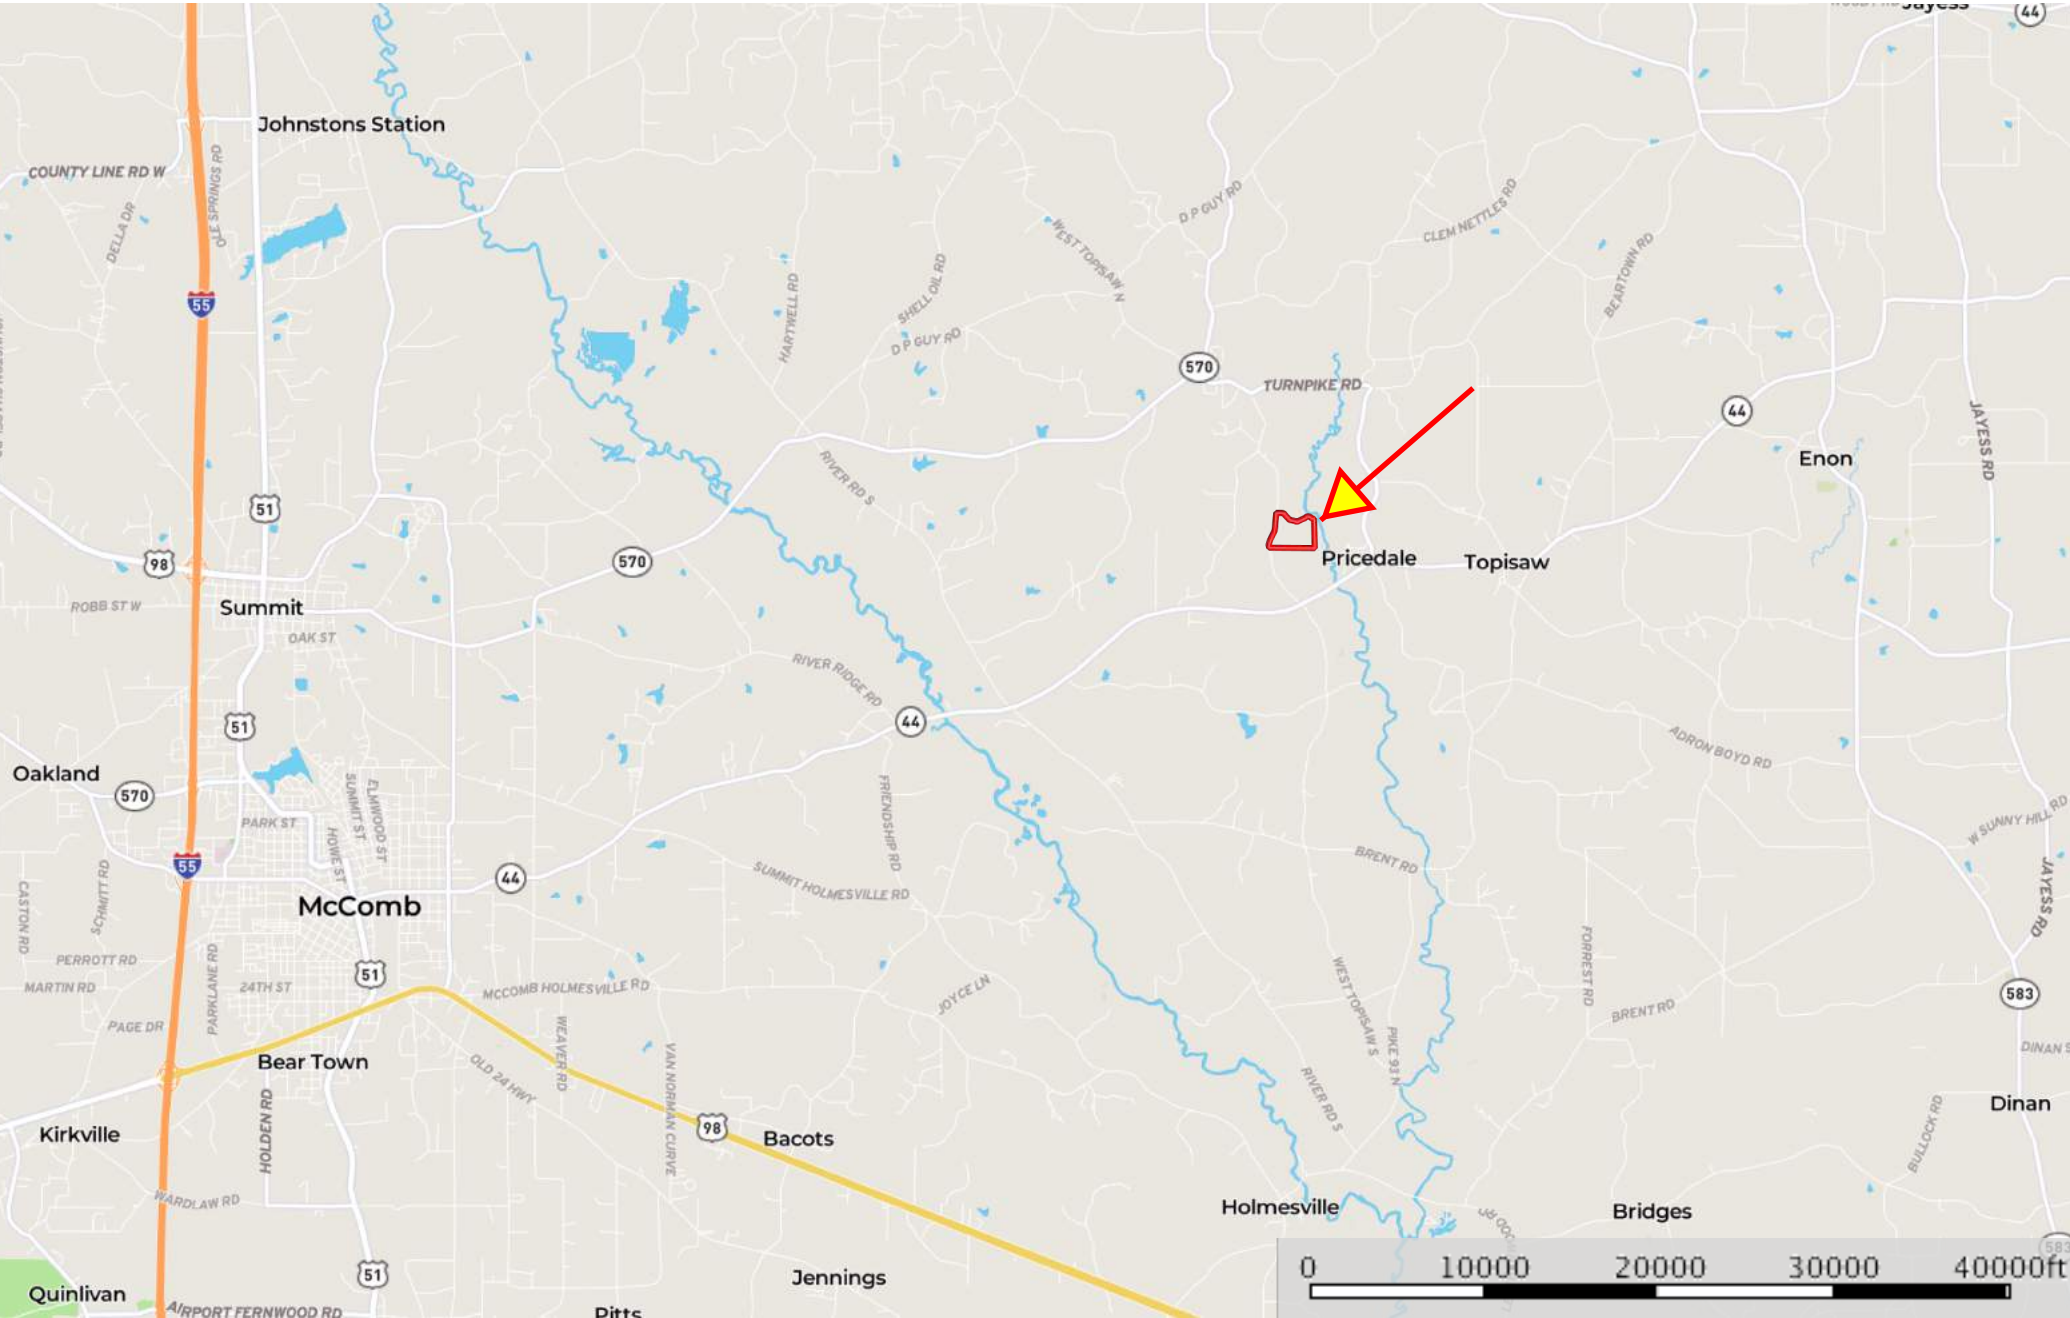 Jayess
44
Johnstons Station
COUNTY LINE RD W
DELLA DR
D P GUY RD
CLEM NETTLES RD
WEST TOPISAW N
BEARTOWN RD
SHELL OIL RD
HARTWELL RD
55
D P GUY RD
570
TURNPIKE RD
44
JAYESS RD
Enon
RIVER RD S
51
98
570
Pricedale
Topisaw
ROBB ST W
Summit
OAK ST
RIVER RIDGE RD
51
44
ADRON BOYD RD
Oakland
570
SUMMIT ST
ELMWOOD ST
PARK ST
HOWE ST
FRIENDSHIP RD
W SUNNY HILL RD
55
BRENT RD
44
SUMMIT HOLMESVILLE RD
CASTON RD
SCHMITT RD
McComb
JAYESS RD
PERROTT RD
PARKLANE RD
51
MARTIN RD
24TH ST
MCCOMB HOLMESVILLE RD
JOYCE LN
WEST TOPISAW S
FORREST RD
583
PAGE DR
WEAVER RD
BRENT RD
PIKE 93 N
Bear Town
OLD 24 HWY
VAN NORMAN CURVE
RIVER RD S
DINAN S
Dinan
HOLDEN RD
Kirkville
98
Bacots
BULLOCK RD
WARDLAW RD
Holmesville
Bridges
583
51
Jennings
Quinlivan
AIRPORT FERNWOOD RD
Pitts
0 10000 20000 30000 40000ft